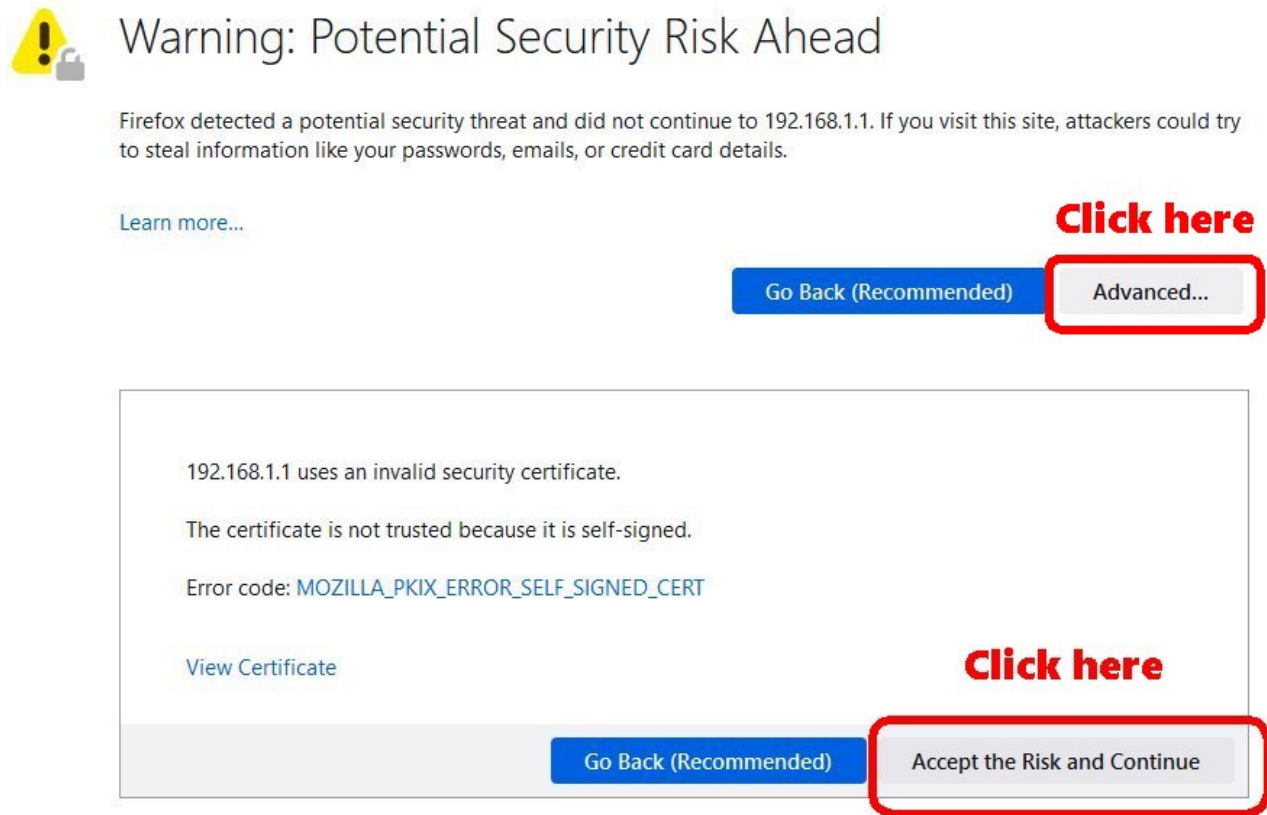 Warning: Potential Security Risk Ahead
Firefox detected a potential security threat and did not continue to 192.168.1.1. If you visit this site, attackers could try
to steal information like your passwords, emails, or credit card details.
Learn more...
Click here
Go Back (Recommended)
Advanced...
192.168.1.1 uses an invalid security certificate.
The certificate is not trusted because it is self-signed.
Error code: MOZILLA_PKIX_ERROR_SELF_SIGNED_CERT
View Certificate
Click here
Go Back (Recommended)
Accept the Risk and Continue